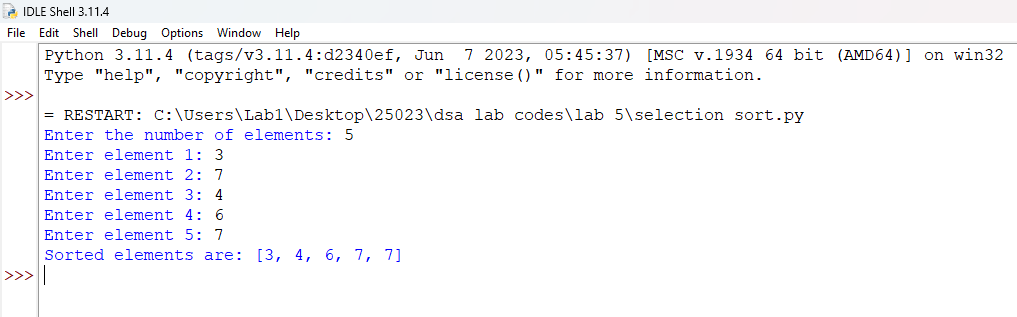 IDLE Shell 3.11.4
File Edit Shell Debug Options Window Help
Python 3.11.4 (tags/v3.11.4:d2340ef, Jun  7 2023, 05:45:37) [MSC v.1934 64 bit (AMD64)] on win32
Type "help", "copyright", "credits" or "license()" for more information.
>>>
= RESTART: C:\Users\Lab1\Desktop\25023\dsa lab codes\lab 5\selection sort.py
Enter the number of elements: 5
Enter element 1: 3
Enter element 2: 7
Enter element 3: 4
Enter element 4: 6
Enter element 5: 7
Sorted elements are: [3, 4, 6, 7, 7]
>>>